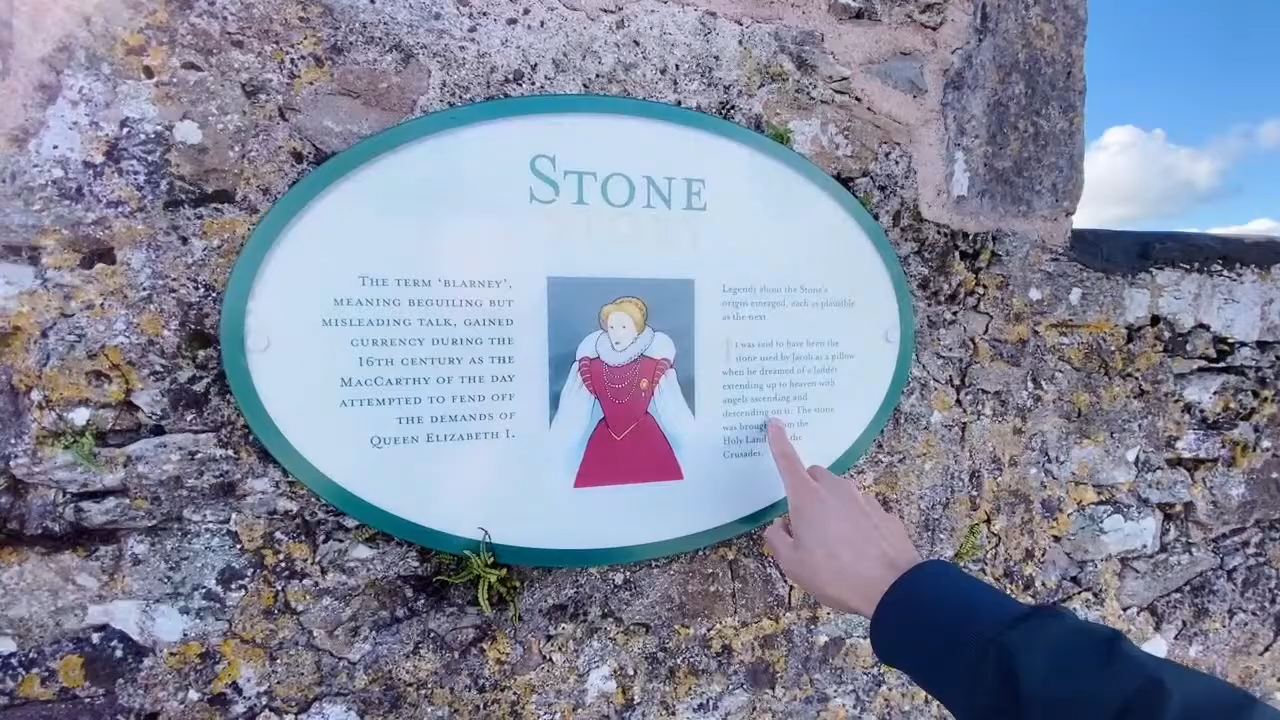 STONE
THE TERM 'BLARNEY',
MEANING BEGUILING BUT
MISLEADING TALK, GAINED
CURRENCY DURING THE
16TH CENTURY AS THE
MACCARTHY OF THE DAY
ATTEMPTED TO FEND OFF
THE DEMANDS OF
QUEEN ELIZABETH I.
Legends about the Stone's
origins emerged, each as plausible
as the next.
It was said to have been the
stone used by Jacob as a pillow
when he dreamed of a ladder
extending up to heaven with
angels ascending and
descending on it. The stone
was the
Holy Land the
Crusades.